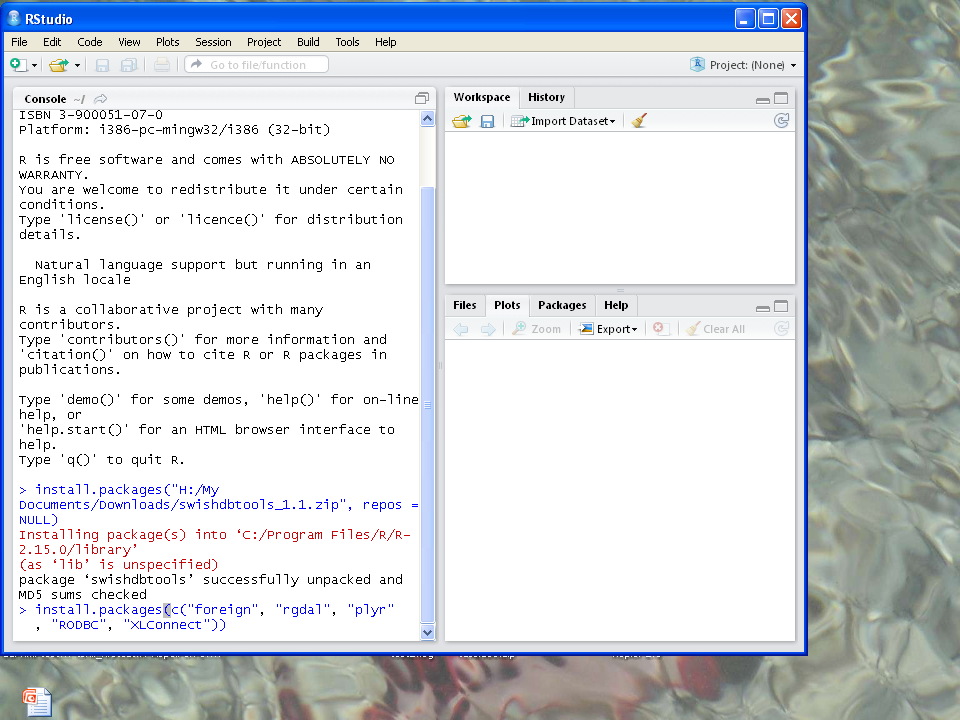 RStudio
File Edit Code View Plots Session Project Build Tools Help
Go to file/function
Project: (None)
Console ~/
Workspace History
Import Dataset
ISBN 3-900051-07-0
Platform: i386-pc-mingw32/i386 (32-bit)
R is free software and comes with ABSOLUTELY NO
WARRANTY.
You are welcome to redistribute it under certain
conditions.
Type 'license()' or 'licence()' for distribution
details.
Natural language support but running in an
English locale
R is a collaborative project with many
contributors.
Type 'contributors()' for more information and
'citation()' on how to cite R or R packages in
publications.
Type 'demo()' for some demos, 'help()' for on-line
help, or
'help.start()' for an HTML browser interface to
help.
Type 'q()' to quit R.
> install.packages("H:/My
Documents/Downloads/swishdbtools_1.1.zip", repos =
NULL)
Installing package(s) into ‘C:/Program Files/R/R-
2.15.0/library’
(as ‘lib’ is unspecified)
package ‘swishdbtools’ successfully unpacked and
MD5 sums checked
> install.packages(c("foreign", "rgdal", "plyr"
, "RODBC", "XLConnect"))
Files Plots Packages Help
Zoom Export Clear All